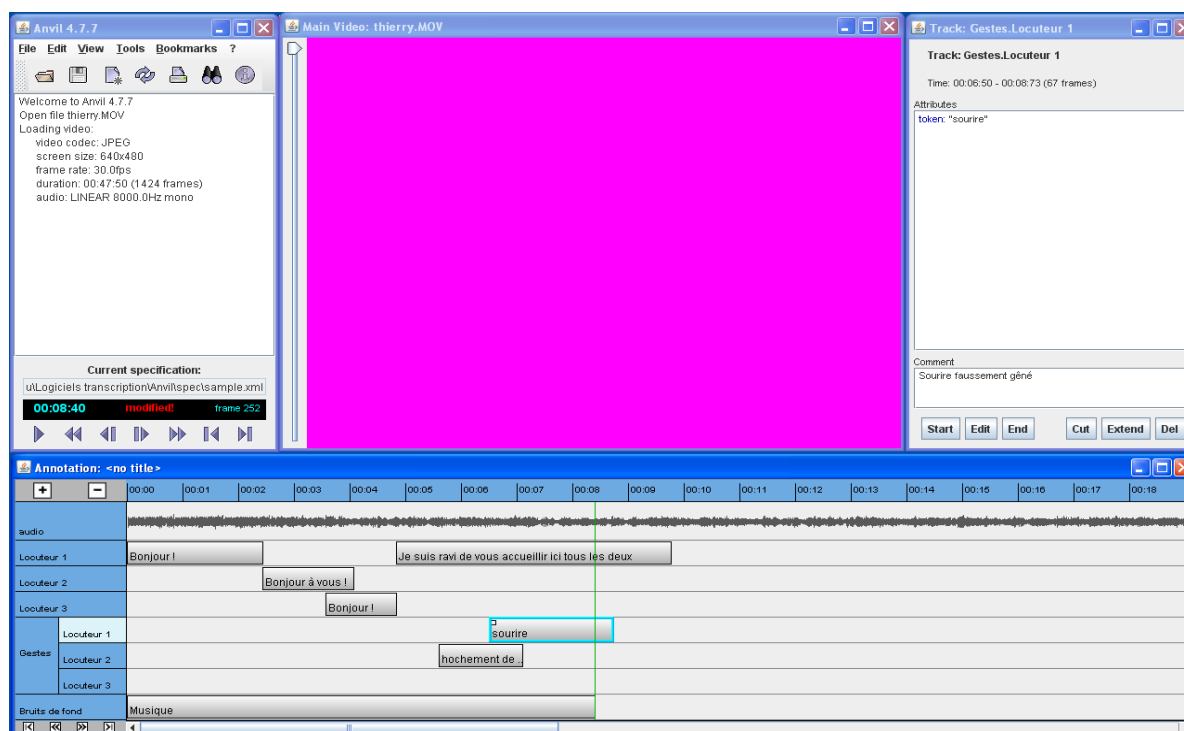 Anvil 4.7.7
File Edit View Tools Bookmarks ?
Welcome to Anvil 4.7.7
Open file thierry.MOV
Loading video:
video codec: JPEG
screen size: 640x480
frame rate: 30.0fps
duration: 00:47:50 (1424 frames)
audio: LINEAR 8000.0Hz mono
Current specification:
u\Logiciels transcription\Anvil\spec\sample.xml
00:08:40 modified! frame 252
Main Video: thierry.MOV
Track: Gestes.Locuteur 1
Track: Gestes.Locuteur 1
Time: 00:06:50 - 00:08:73 (67 frames)
Attributes
token: "sourire"
Comment
Sourire faussement gêné
Start Edit End Cut Extend Del
Annotation: <no title>
00:00 00:01 00:02 00:03 00:04 00:05 00:06 00:07 00:08 00:09 00:10 00:11 00:12 00:13 00:14 00:15 00:16 00:17 00:18
audio
Locuteur 1 Bonjour ! Je suis ravi de vous accueillir ici tous les deux
Locuteur 2 Bonjour à vous !
Locuteur 3 Bonjour !
Gestes
Locuteur 1 sourire
Locuteur 2 hochement de ..
Locuteur 3
Bruits de fond Musique